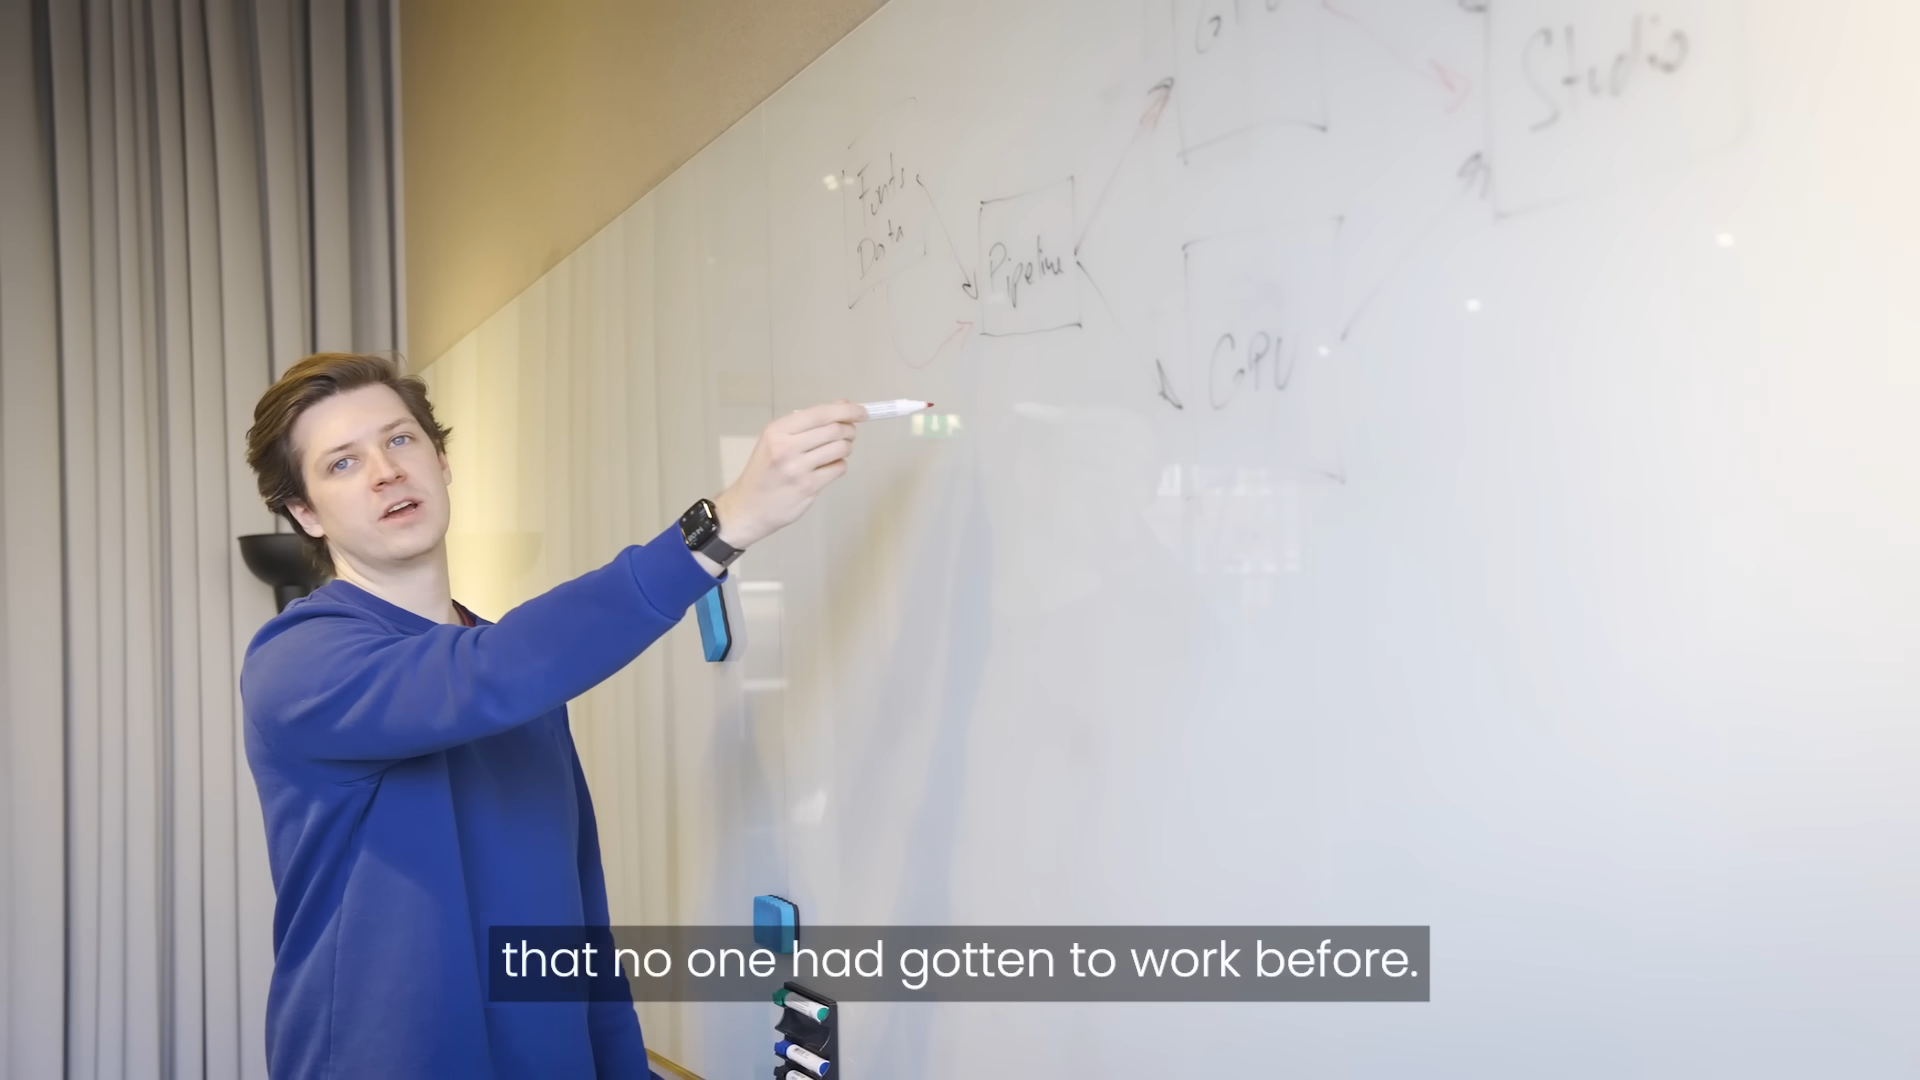 Fonts
Data
Pipeline
GPU
Studio
that no one had gotten to work before.